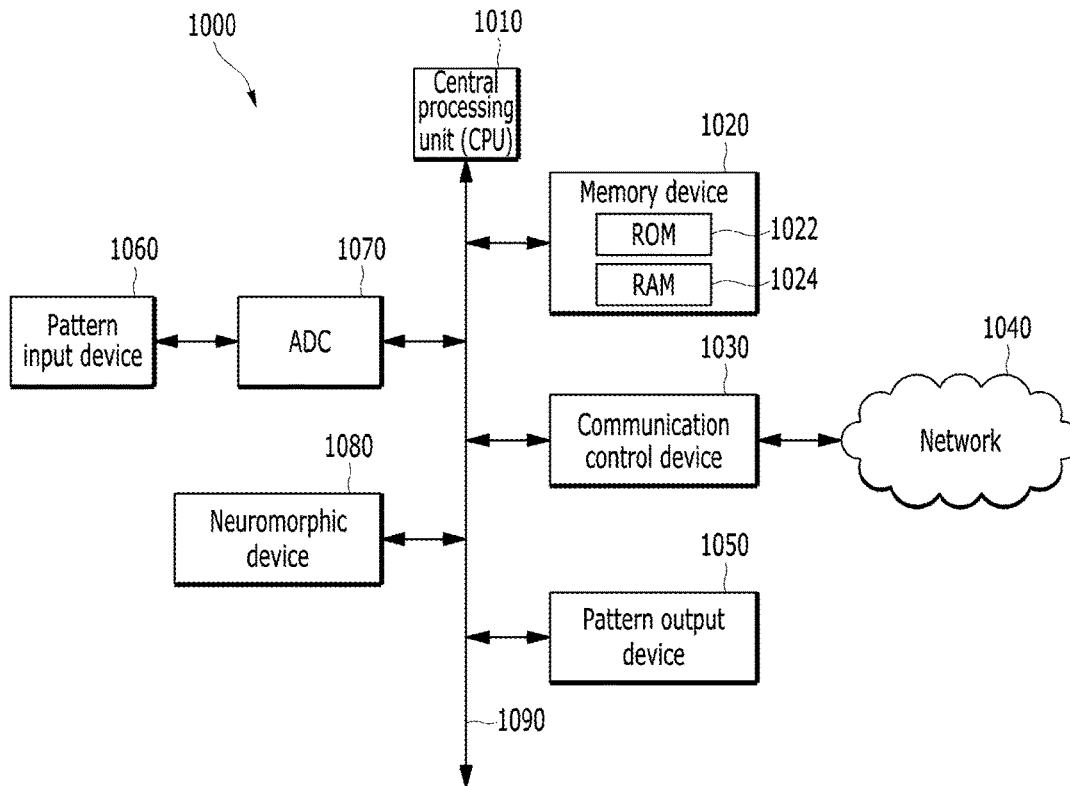 1000
1010
Central
processing
unit (CPU)
1020
Memory device
ROM
1022
RAM
1024
1060
Pattern
input device
1070
ADC
1030
Communication
control device
1040
Network
1080
Neuromorphic
device
1050
Pattern output
device
1090